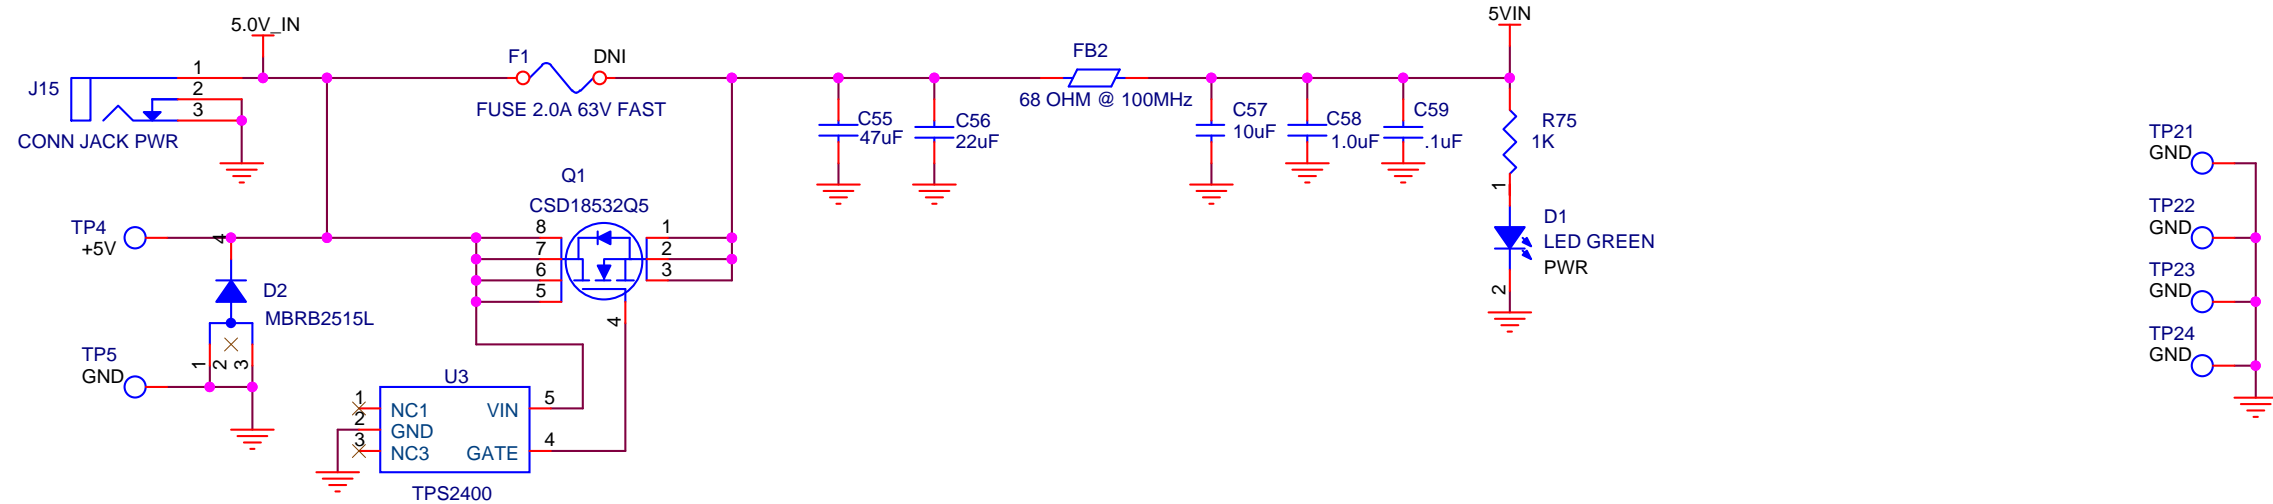 5.0V_IN
J15
1
2
3
CONN JACK PWR
F1
DNI
FUSE 2.0A 63V FAST
FB2
68 OHM @ 100MHz
5VIN
C55
47uF
C56
22uF
C57
10uF
C58
1.0uF
C59
.1uF
R75
1K
1
D1
LED GREEN
PWR
2
Q1
CSD18532Q5
8
7
6
5
1
2
3
4
TP4
+5V
4
D2
MBRB2515L
1
2
3
TP5
GND
U3
1
2
3
NC1
GND
NC3
VIN
GATE
5
4
TPS2400
TP21
GND
TP22
GND
TP23
GND
TP24
GND